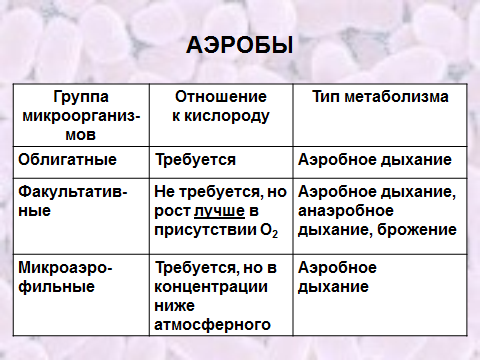 АЭРОБЫ
Группа
микроорганиз-
мов
Отношение
к кислороду
Тип метаболизма
Облигатные
Требуется
Аэробное дыхание
Факультатив-
ные
Не требуется, но
рост лучше в
присутствии O₂
Аэробное дыхание,
анаэробное
дыхание, брожение
Микроаэро-
фильные
Требуется, но в
концентрации
ниже
атмосферного
Аэробное
дыхание